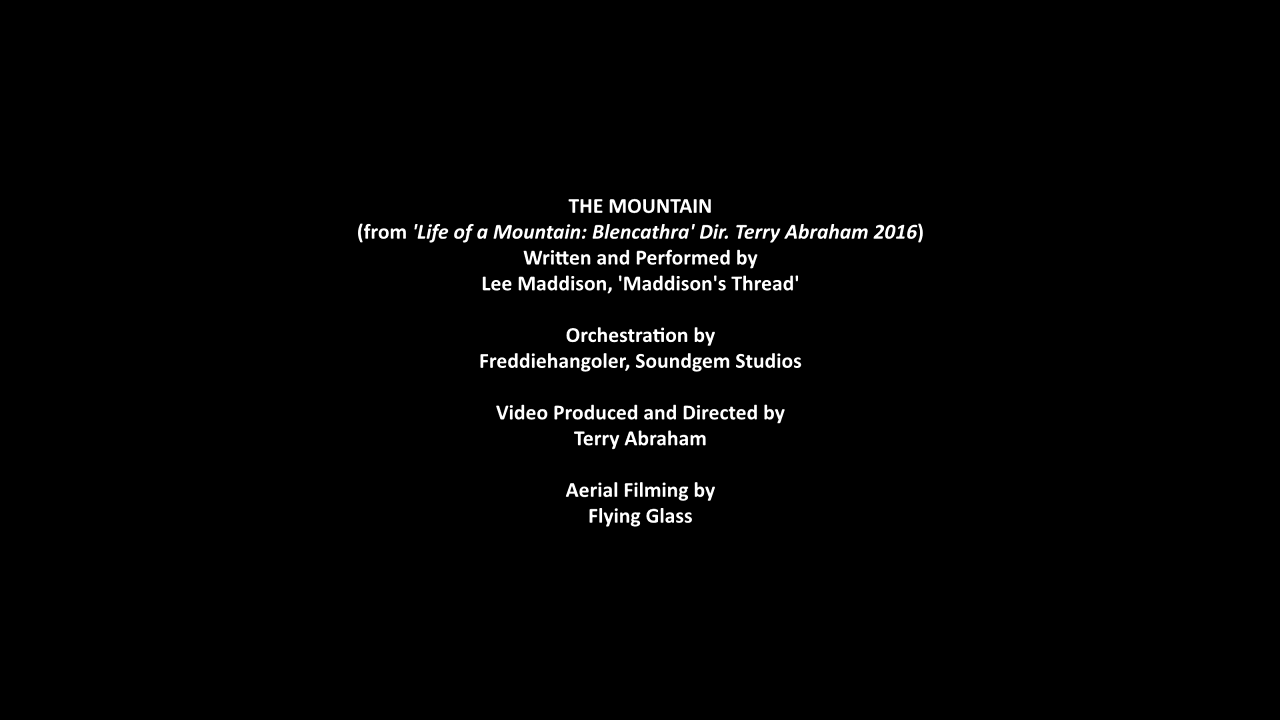 THE MOUNTAIN
(from 'Life of a Mountain: Blencathra' Dir. Terry Abraham 2016)
Written and Performed by
Lee Maddison, 'Maddison's Thread'
Orchestration by
Freddiehangoler, Soundgem Studios
Video Produced and Directed by
Terry Abraham
Aerial Filming by
Flying Glass